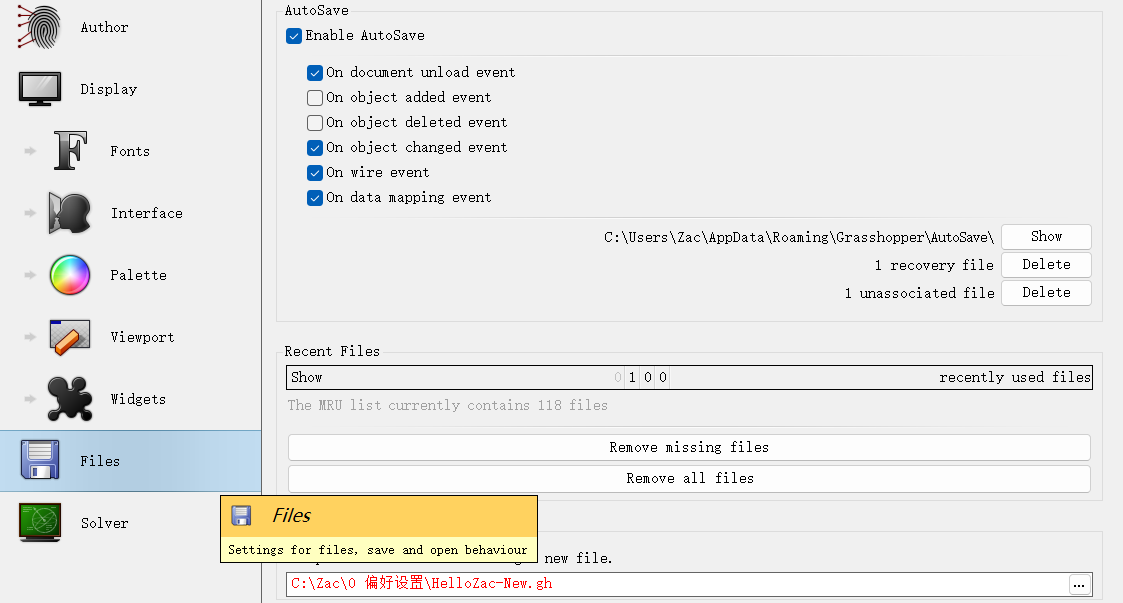 Author
Display
Fonts
Interface
Palette
Viewport
Widgets
Files
Solver
AutoSave
Enable AutoSave
On document unload event
On object added event
On object deleted event
On object changed event
On wire event
On data mapping event
C:\Users\Zac\AppData\Roaming\Grasshopper\AutoSave\ Show
1 recovery file Delete
1 unassociated file Delete
Recent Files
Show 0100 recently used files
The MRU list currently contains 118 files
Remove missing files
Remove all files
Files
Settings for files, save and open behaviour
new file.
C:\Zac\0 偏好设置\HelloZac-New.gh ...